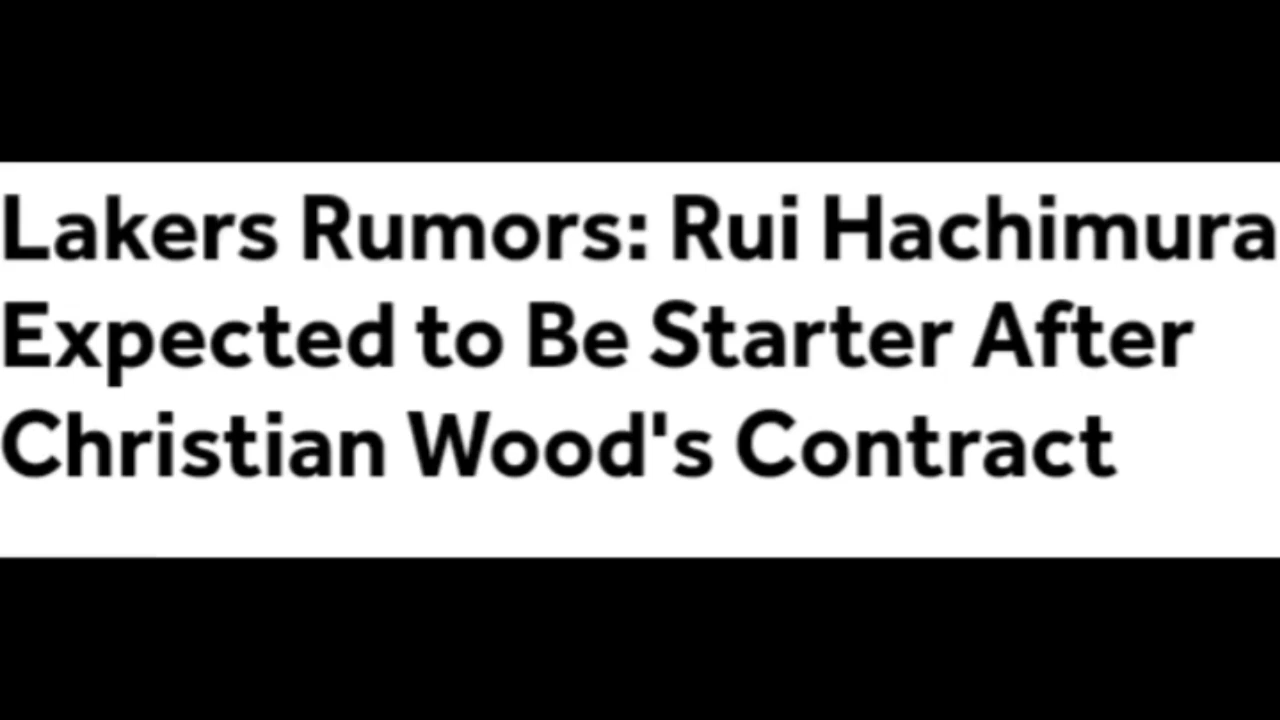 Lakers Rumors: Rui Hachimura
Expected to Be Starter After
Christian Wood's Contract